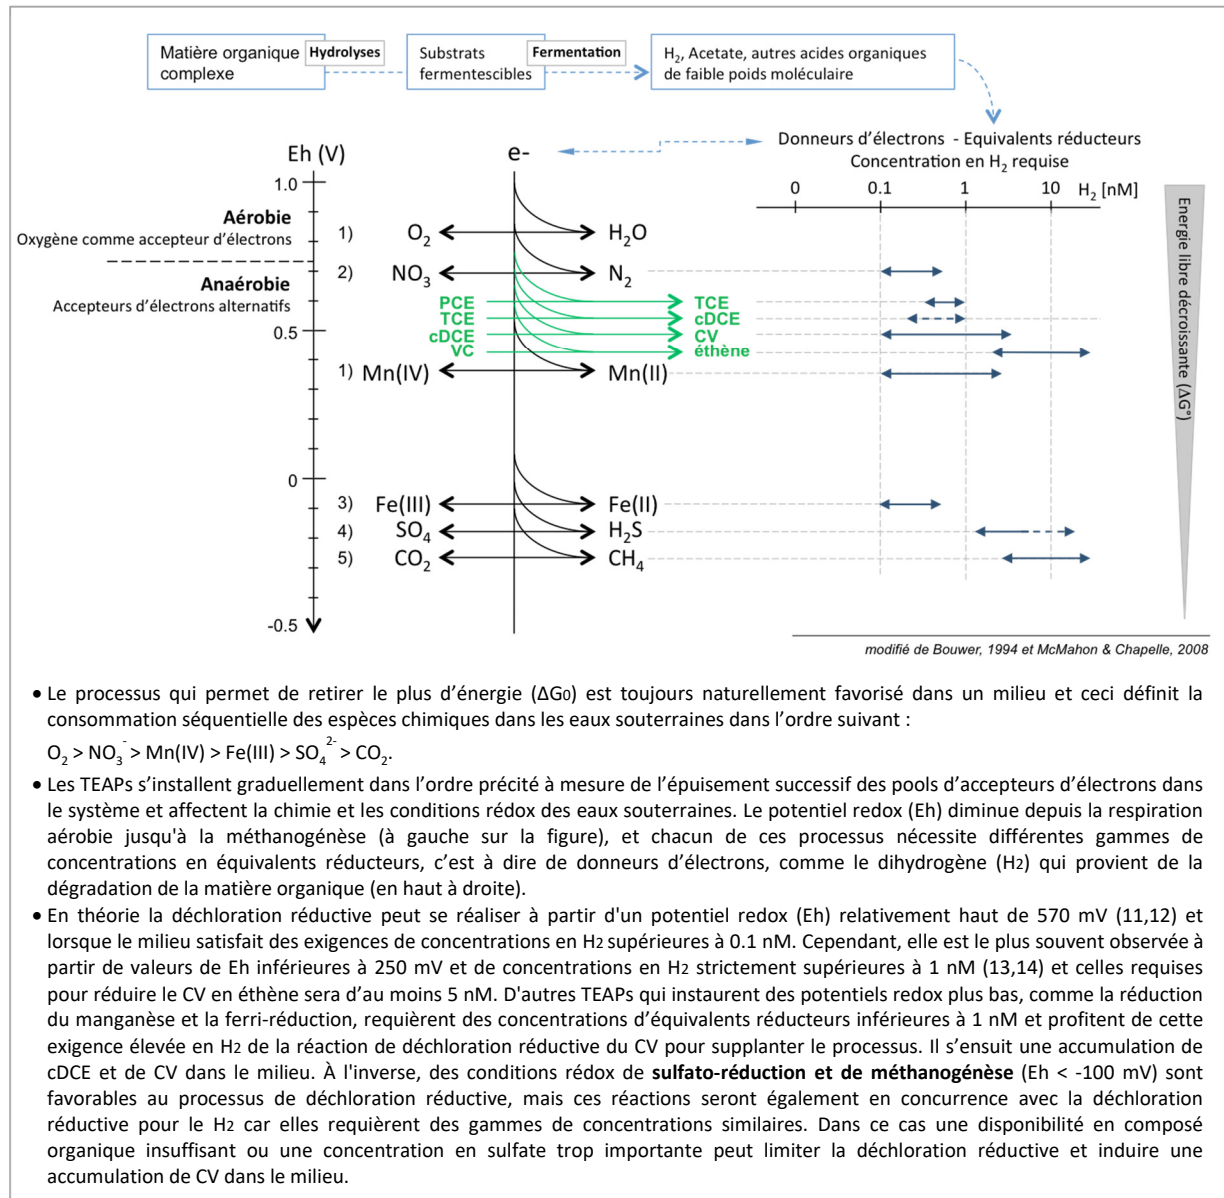 Matière organique complexe
Hydrolyses
Substrats fermentescibles
Fermentation
H₂, Acetate, autres acides organiques
de faible poids moléculaire
Donneurs d'électrons - Equivalents réducteurs
Concentration en H₂ requise
Eh (V)
e-
0 0.1 1 10 H₂ [nM]
1.0
Aérobie
Oxygène comme accepteur d'électrons
1) O₂ H₂O
Anaérobie
Accepteurs d'électrons alternatifs
2) NO₃ N₂
PCE TCE
TCE cDCE
0.5
cDCE CV
VC éthène
1) Mn(IV) Mn(II)
0
3) Fe(III) Fe(II)
4) SO₄ H₂S
5) CO₂ CH₄
-0.5
Energie libre décroissante (ΔG°)
modifié de Bouwer, 1994 et McMahon & Chapelle, 2008
• Le processus qui permet de retirer le plus d'énergie (ΔG0) est toujours naturellement favorisé dans un milieu et ceci définit la
consommation séquentielle des espèces chimiques dans les eaux souterraines dans l'ordre suivant :
O₂ > NO₃⁻ > Mn(IV) > Fe(III) > SO₄²⁻ > CO₂.
• Les TEAPs s'installent graduellement dans l'ordre précité à mesure de l'épuisement successif des pools d'accepteurs d'électrons dans
le système et affectent la chimie et les conditions rédox des eaux souterraines. Le potentiel redox (Eh) diminue depuis la respiration
aérobie jusqu'à la méthanogénèse (à gauche sur la figure), et chacun de ces processus nécessite différentes gammes de
concentrations en équivalents réducteurs, c'est à dire de donneurs d'électrons, comme le dihydrogène (H2) qui provient de la
dégradation de la matière organique (en haut à droite).
• En théorie la déchloration réductive peut se réaliser à partir d'un potentiel redox (Eh) relativement haut de 570 mV (11,12) et
lorsque le milieu satisfait des exigences de concentrations en H2 supérieures à 0.1 nM. Cependant, elle est le plus souvent observée à
partir de valeurs de Eh inférieures à 250 mV et de concentrations en H2 strictement supérieures à 1 nM (13,14) et celles requises
pour réduire le CV en éthène sera d'au moins 5 nM. D'autres TEAPs qui instaurent des potentiels redox plus bas, comme la réduction
du manganèse et la ferri-réduction, requièrent des concentrations d'équivalents réducteurs inférieures à 1 nM et profitent de cette
exigence élevée en H2 de la réaction de déchloration réductive du CV pour supplanter le processus. Il s'ensuit une accumulation de
cDCE et de CV dans le milieu. À l'inverse, des conditions rédox de sulfato-réduction et de méthanogénèse (Eh < -100 mV) sont
favorables au processus de déchloration réductive, mais ces réactions seront également en concurrence avec la déchloration
réductive pour le H2 car elles requièrent des gammes de concentrations similaires. Dans ce cas une disponibilité en composé
organique insuffisant ou une concentration en sulfate trop importante peut limiter la déchloration réductive et induire une
accumulation de CV dans le milieu.